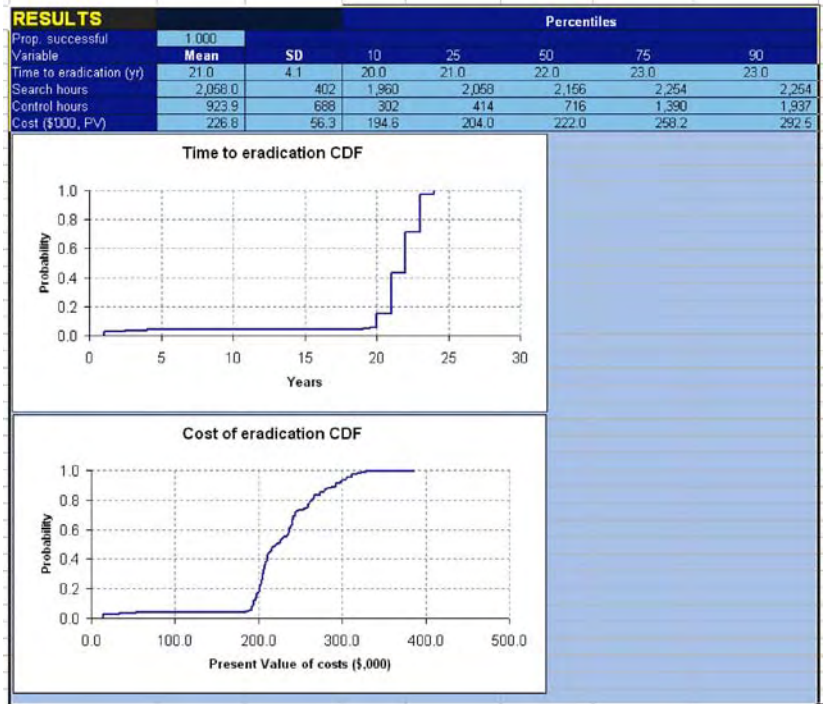 RESULTS Percentiles
Prop. successful 1.000
Variable Mean SD 10 25 50 75 90
Time to eradication (yr) 21.0 4.1 20.0 21.0 22.0 23.0 23.0
Search hours 2,058.0 402 1,960 2,058 2,156 2,254 2,254
Control hours 923.9 688 302 414 716 1,390 1,937
Cost ($'000, PV) 226.8 56.3 194.6 204.0 222.0 258.2 292.5
Time to eradication CDF
1.0
0.8
0.6
0.4
0.2
0.0
Probability
0 5 10 15 20 25 30
Years
Cost of eradication CDF
1.0
0.8
0.6
0.4
0.2
0.0
Probability
0.0 100.0 200.0 300.0 400.0 500.0
Present Value of costs ($,000)